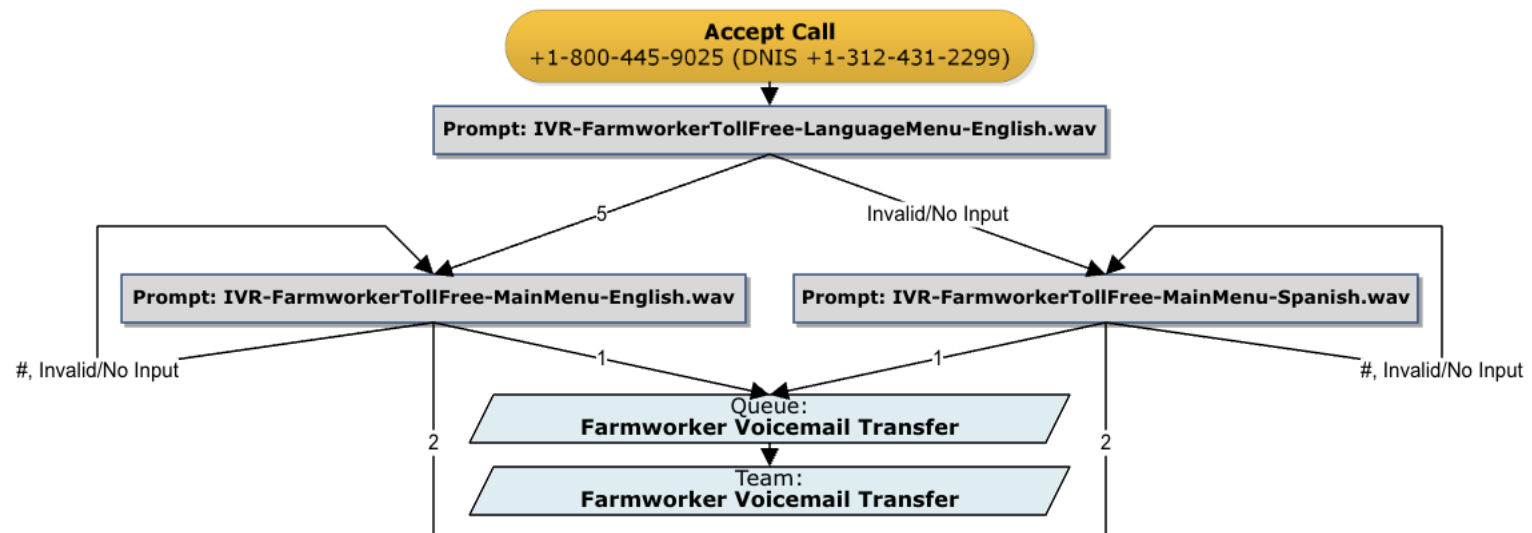 Accept Call
+1-800-445-9025 (DNIS +1-312-431-2299)
Prompt: IVR-FarmworkerTollFree-LanguageMenu-English.wav
5
Invalid/No Input
Prompt: IVR-FarmworkerTollFree-MainMenu-English.wav
Prompt: IVR-FarmworkerTollFree-MainMenu-Spanish.wav
#, Invalid/No Input
1
1
#, Invalid/No Input
Queue:
Farmworker Voicemail Transfer
2
2
Team:
Farmworker Voicemail Transfer